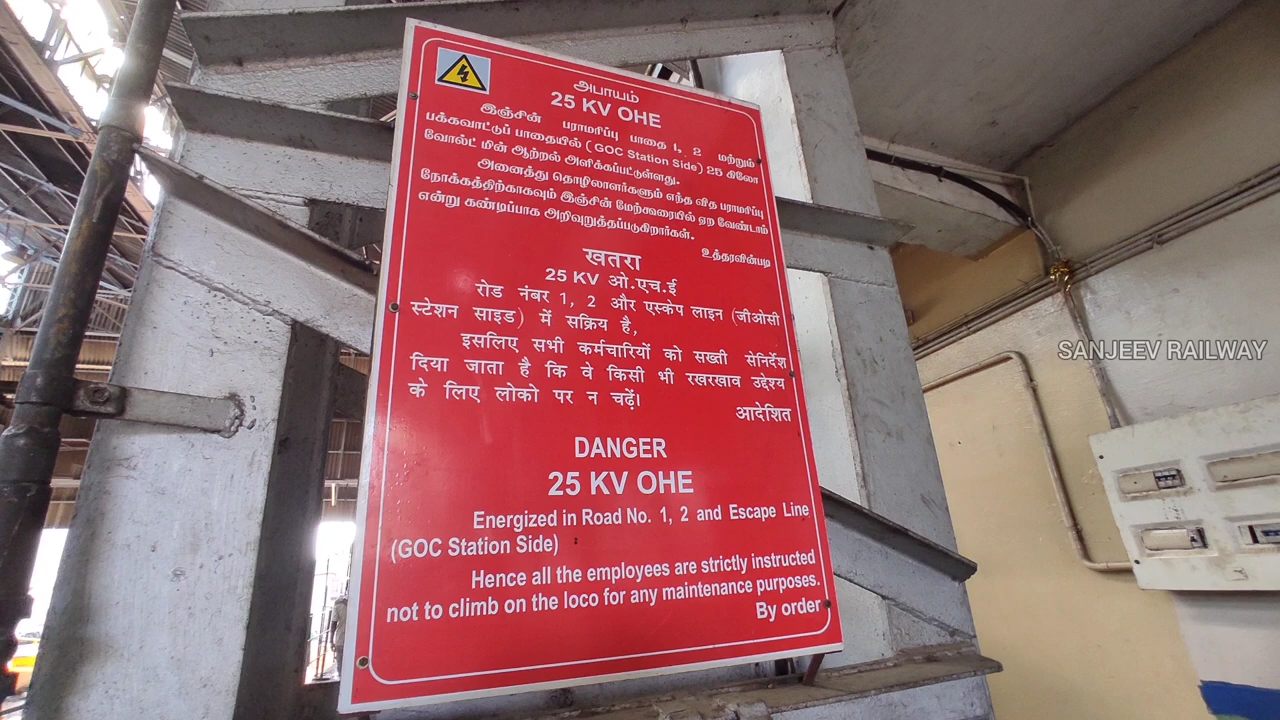 அபாயம்
25 KV OHE
இஞ்சின் பராமரிப்பு பாதை 1, 2 மற்றும்
பக்கவாட்டுப் பாதையில் (GOC Station Side) 25 கிலோ
வோல்ட் மின் ஆற்றல் அளிக்கப்பட்டுள்ளது.
அனைத்து தொழிலாளர்களும் எந்த வித பராமரிப்பு
நோக்கத்திற்காகவும் இஞ்சின் மேற்கூரையில் ஏற வேண்டாம்
என்று கண்டிப்பாக அறிவுறுத்தப்படுகிறார்கள்.
உத்தரவின்படி
खतरा
25 KV ओ.एच.ई
रोड नंबर 1, 2 और एस्केप लाइन (जीओसी
स्टेशन साइड) में सक्रिय है,
इसलिए सभी कर्मचारियों को सख्ती सेनिर्देश
दिया जाता है कि वे किसी भी रखरखाव उद्देश्य
के लिए लोको पर न चढ़ें।
आदेशित
DANGER
25 KV OHE
Energized in Road No. 1, 2 and Escape Line
(GOC Station Side)
Hence all the employees are strictly instructed
not to climb on the loco for any maintenance purposes.
By order
SANJEEV RAILWAY